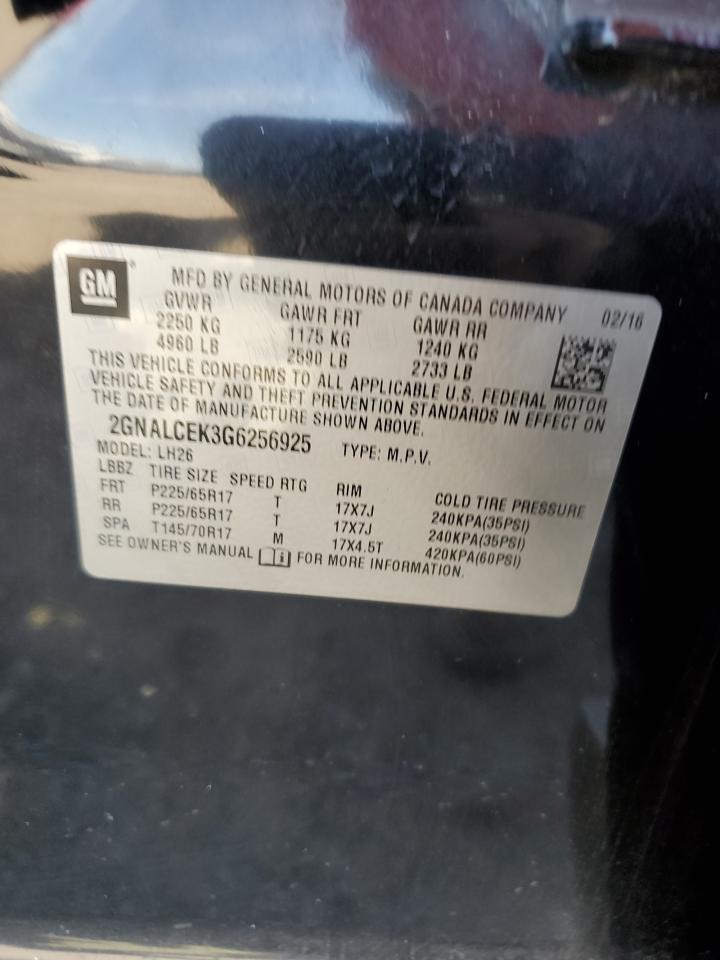 GM
MFD BY GENERAL MOTORS OF CANADA COMPANY 02/16
GVWR GAWR FRT GAWR RR
2250 KG 1175 KG 1240 KG
4960 LB 2590 LB 2733 LB
THIS VEHICLE CONFORMS TO ALL APPLICABLE U.S. FEDERAL MOTOR
VEHICLE SAFETY AND THEFT PREVENTION STANDARDS IN EFFECT ON
THE DATE OF MANUFACTURE SHOWN ABOVE.
2GNALCEK3G6256925 TYPE: M.P.V.
MODEL: LH26
LBBZ TIRE SIZE SPEED RTG RIM COLD TIRE PRESSURE
FRT P225/65R17 T 17X7J 240KPA(35PSI)
RR P225/65R17 T 17X7J 240KPA(35PSI)
SPA T145/70R17 M 17X4.5T 420KPA(60PSI)
SEE OWNER'S MANUAL i FOR MORE INFORMATION.